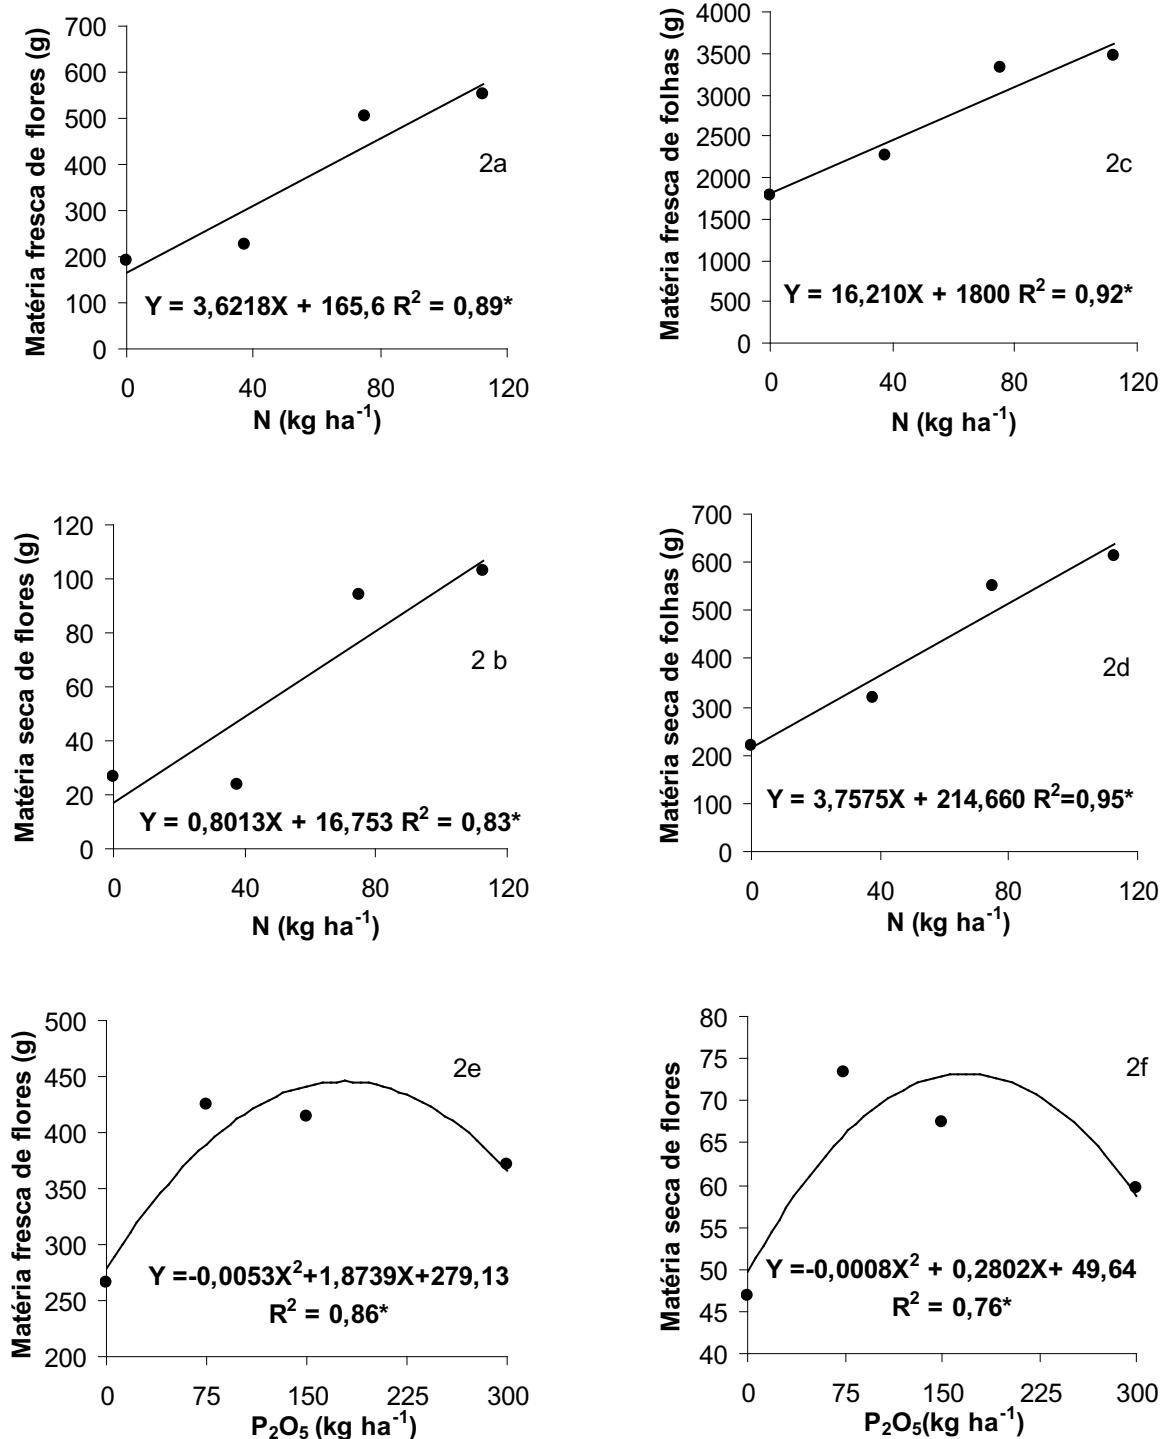 Matéria fresca de flores (g)
700
600
500
400
300
200
100
0
2a
Y = 3,6218X + 165,6 R² = 0,89*
0 40 80 120
N (kg ha⁻¹)
Matéria fresca de folhas (g)
4000
3500
3000
2500
2000
1500
1000
500
0
2c
Y = 16,210X + 1800 R² = 0,92*
0 40 80 120
N (kg ha⁻¹)
Matéria seca de flores (g)
120
100
80
60
40
20
0
2 b
Y = 0,8013X + 16,753 R² = 0,83*
0 40 80 120
N (kg ha⁻¹)
Matéria seca de folhas (g)
700
600
500
400
300
200
100
0
2d
Y = 3,7575X + 214,660 R²=0,95*
0 40 80 120
N (kg ha⁻¹)
Matéria fresca de flores (g)
500
450
400
350
300
250
200
2e
Y =-0,0053X²+1,8739X+279,13
R² = 0,86*
0 75 150 225 300
P₂O₅ (kg ha⁻¹)
Matéria seca de flores
80
75
70
65
60
55
50
45
40
2f
Y =-0,0008X² + 0,2802X+ 49,64
R² = 0,76*
0 75 150 225 300
P₂O₅(kg ha⁻¹)